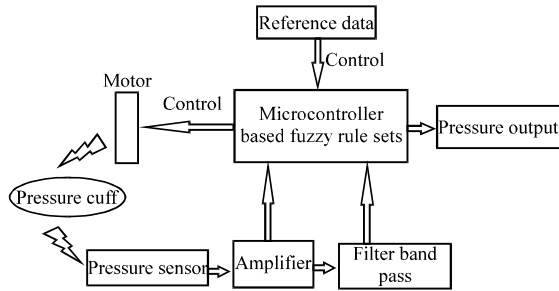 Reference data
Control
Motor
Control
Microcontroller
based fuzzy rule sets
Pressure output
Pressure cuff
Pressure sensor
Amplifier
Filter band
pass